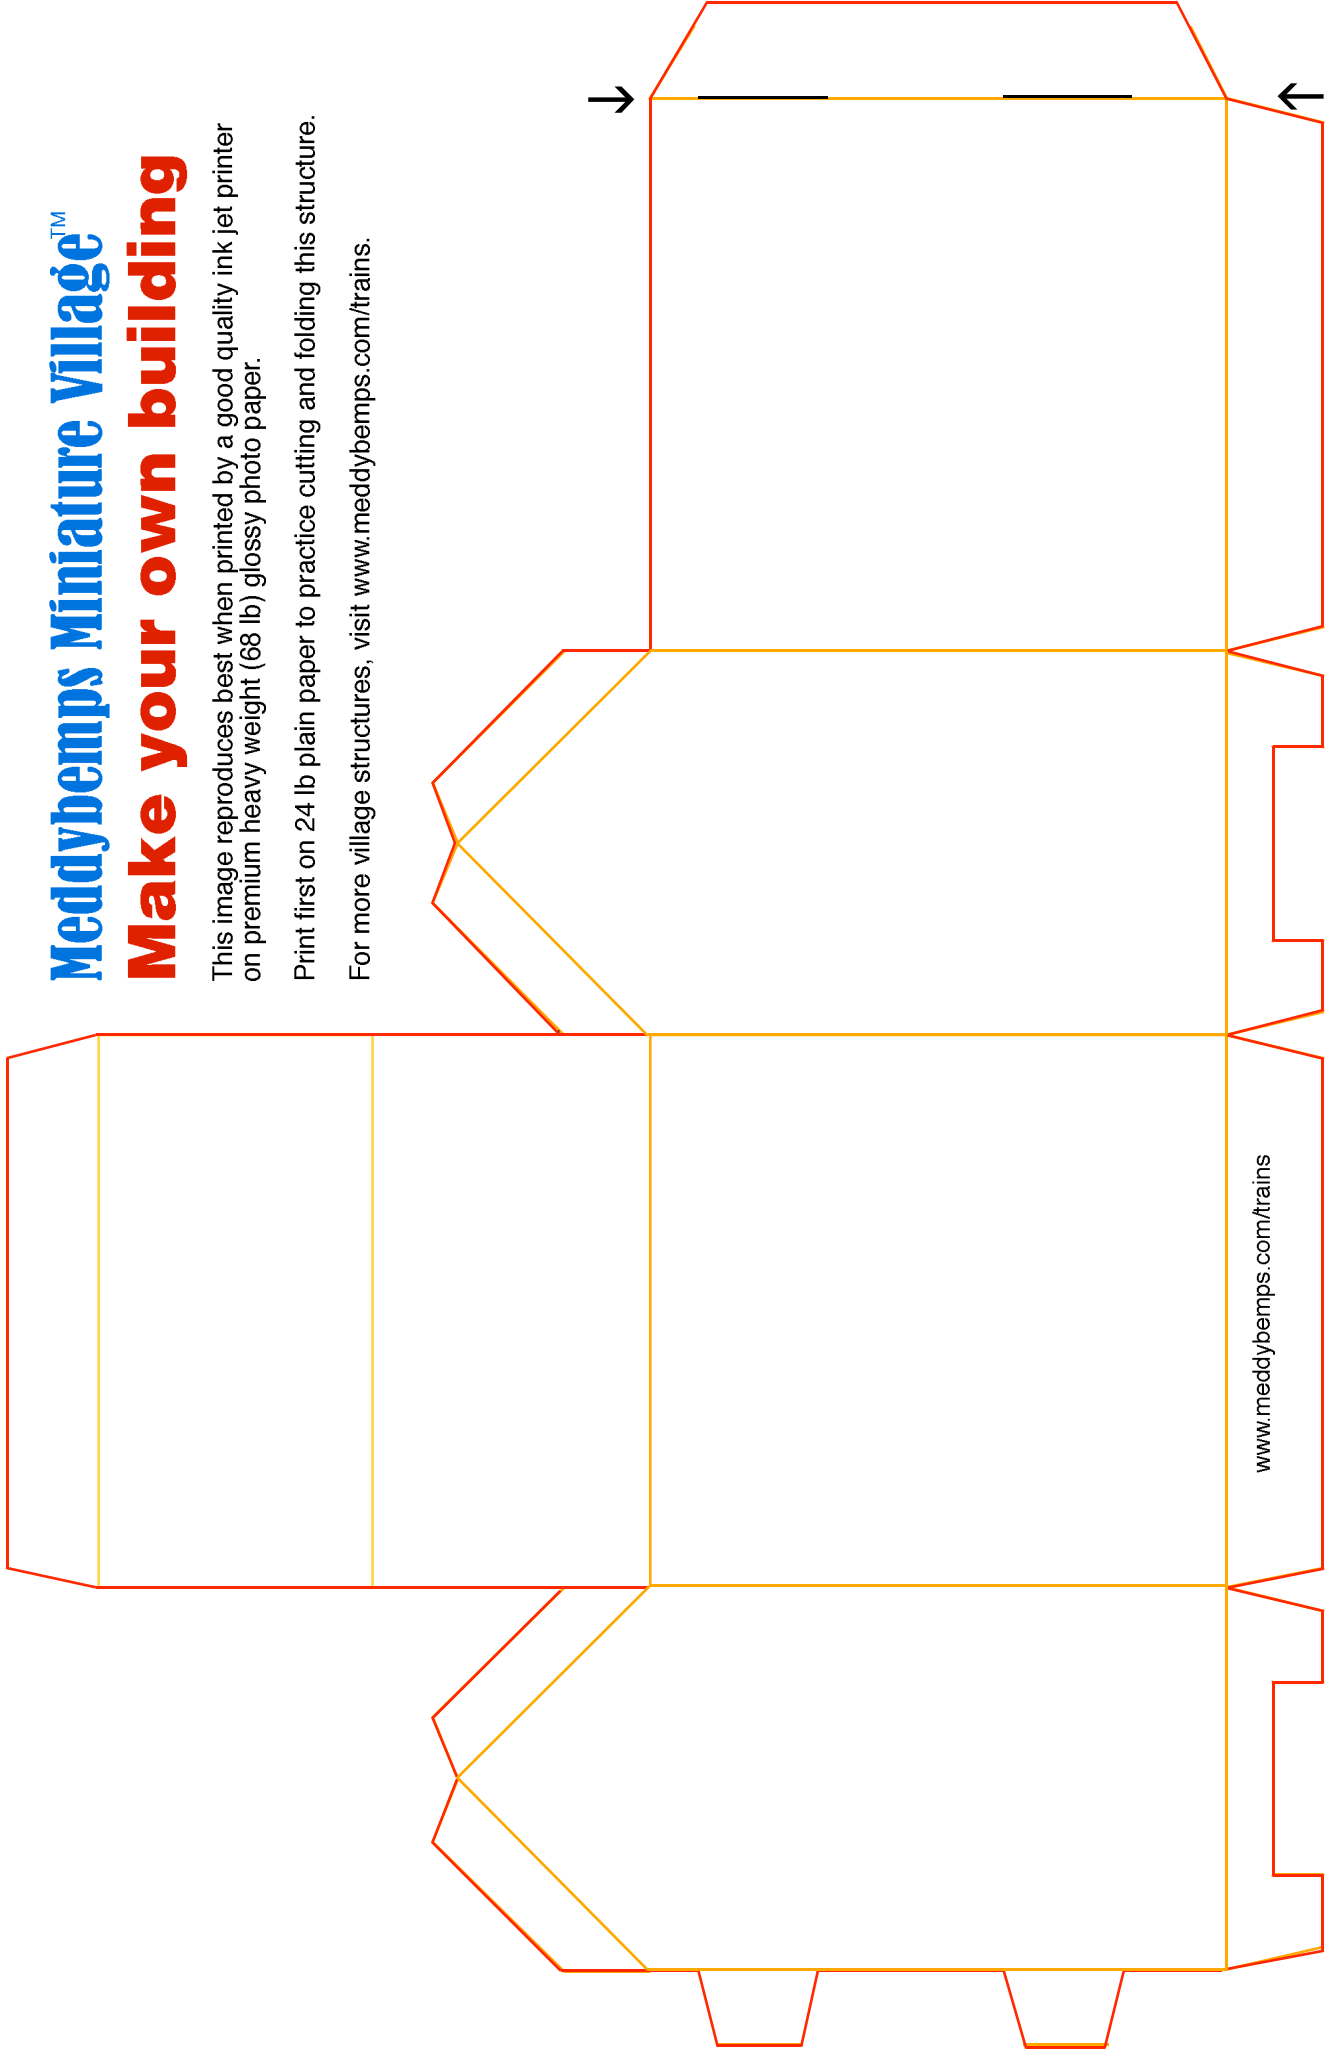 Meddybemps Miniature Village™
Make your own building
This image reproduces best when printed by a good quality ink jet printer
on premium heavy weight (68 lb) glossy photo paper.
Print first on 24 lb plain paper to practice cutting and folding this structure.
For more village structures, visit www.meddybemps.com/trains.
www.meddybemps.com/trains